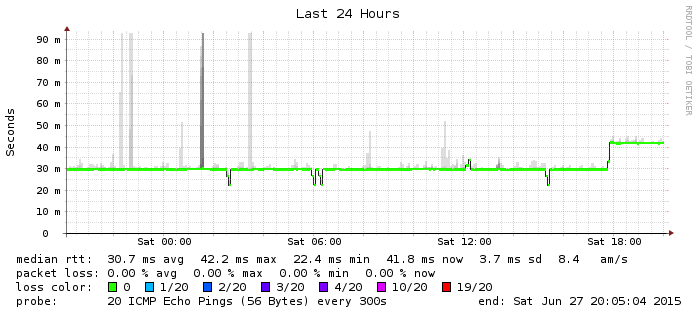 Last 24 Hours
RRDTOOL / TOBI OETIKER
Seconds
90 m
80 m
70 m
60 m
50 m
40 m
30 m
20 m
10 m
0
Sat 00:00 Sat 06:00 Sat 12:00 Sat 18:00
median rtt: 30.7 ms avg 42.2 ms max 22.4 ms min 41.8 ms now 3.7 ms sd 8.4 am/s
packet loss: 0.00 % avg 0.00 % max 0.00 % min 0.00 % now
loss color: 0 1/20 2/20 3/20 4/20 10/20 19/20
probe: 20 ICMP Echo Pings (56 Bytes) every 300s end: Sat Jun 27 20:05:04 2015